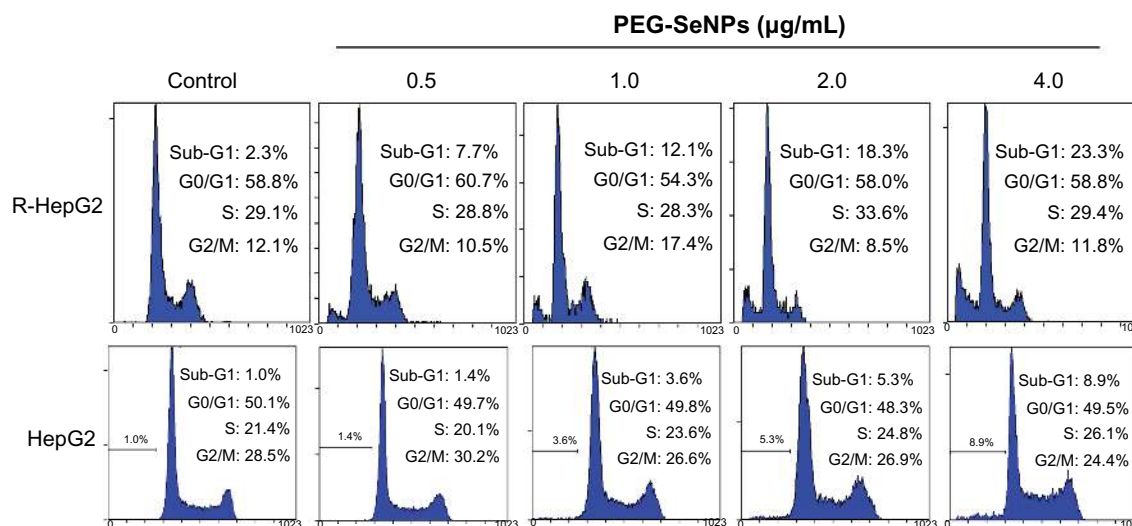 PEG-SeNPs (µg/mL)
Control 0.5 1.0 2.0 4.0
R-HepG2
Sub-G1: 2.3%
G0/G1: 58.8%
S: 29.1%
G2/M: 12.1%
0 1023
Sub-G1: 7.7%
G0/G1: 60.7%
S: 28.8%
G2/M: 10.5%
0 1023
Sub-G1: 12.1%
G0/G1: 54.3%
S: 28.3%
G2/M: 17.4%
0 1023
Sub-G1: 18.3%
G0/G1: 58.0%
S: 33.6%
G2/M: 8.5%
0 1023
Sub-G1: 23.3%
G0/G1: 58.8%
S: 29.4%
G2/M: 11.8%
0 10
HepG2
Sub-G1: 1.0%
G0/G1: 50.1%
S: 21.4%
G2/M: 28.5%
1.0%
0 1023
Sub-G1: 1.4%
G0/G1: 49.7%
S: 20.1%
G2/M: 30.2%
1.4%
0 1023
Sub-G1: 3.6%
G0/G1: 49.8%
S: 23.6%
G2/M: 26.6%
3.6%
0 1023
Sub-G1: 5.3%
G0/G1: 48.3%
S: 24.8%
G2/M: 26.9%
5.3%
0 1023
Sub-G1: 8.9%
G0/G1: 49.5%
S: 26.1%
G2/M: 24.4%
8.9%
0 10